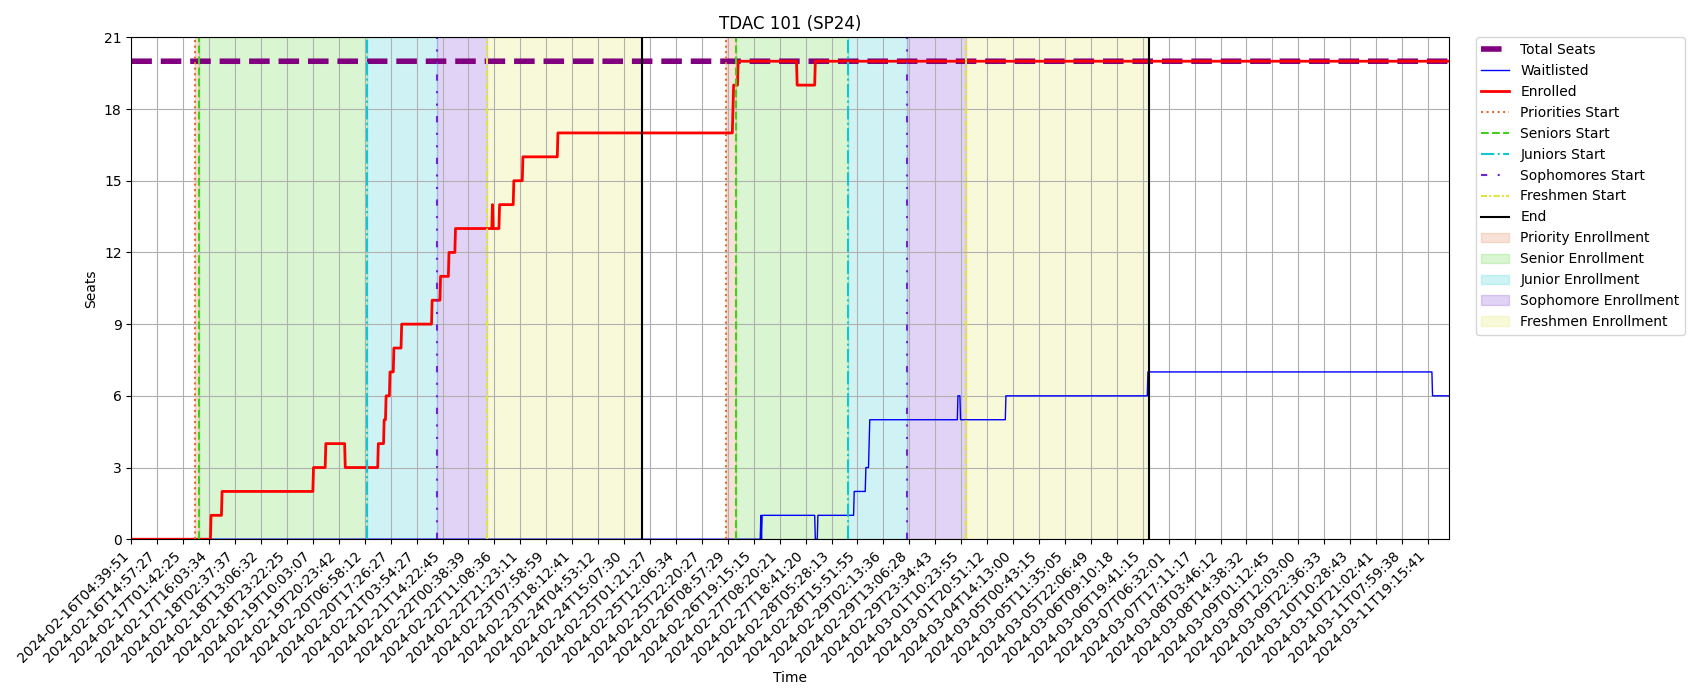 TDAC 101 (SP24)
21
18
15
12
9
6
3
0
Seats
2024-02-16T04:39:51
2024-02-16T14:57:27
2024-02-17T01:42:25
2024-02-17T16:03:34
2024-02-18T02:37:37
2024-02-18T13:06:32
2024-02-18T23:22:25
2024-02-19T10:03:07
2024-02-19T20:23:42
2024-02-20T06:58:12
2024-02-20T17:26:27
2024-02-21T03:54:27
2024-02-21T14:22:45
2024-02-22T00:38:39
2024-02-22T11:08:36
2024-02-22T21:23:11
2024-02-23T07:58:59
2024-02-23T18:12:41
2024-02-24T04:53:12
2024-02-24T15:07:30
2024-02-25T01:21:27
2024-02-25T12:06:34
2024-02-25T22:20:27
2024-02-26T08:57:29
2024-02-26T19:15:15
2024-02-27T08:20:21
2024-02-27T18:41:20
2024-02-28T05:28:13
2024-02-28T15:51:55
2024-02-29T02:13:36
2024-02-29T13:06:28
2024-02-29T23:34:43
2024-03-01T10:23:55
2024-03-01T20:51:12
2024-03-04T14:13:00
2024-03-05T00:43:15
2024-03-05T11:35:05
2024-03-05T22:06:49
2024-03-06T09:10:18
2024-03-06T19:41:15
2024-03-07T06:32:01
2024-03-07T17:11:17
2024-03-08T03:46:12
2024-03-08T14:38:32
2024-03-09T01:12:45
2024-03-09T12:03:00
2024-03-09T22:36:33
2024-03-10T10:28:43
2024-03-10T21:02:41
2024-03-11T07:59:38
2024-03-11T19:15:41
Time
Total Seats
Waitlisted
Enrolled
Priorities Start
Seniors Start
Juniors Start
Sophomores Start
Freshmen Start
End
Priority Enrollment
Senior Enrollment
Junior Enrollment
Sophomore Enrollment
Freshmen Enrollment